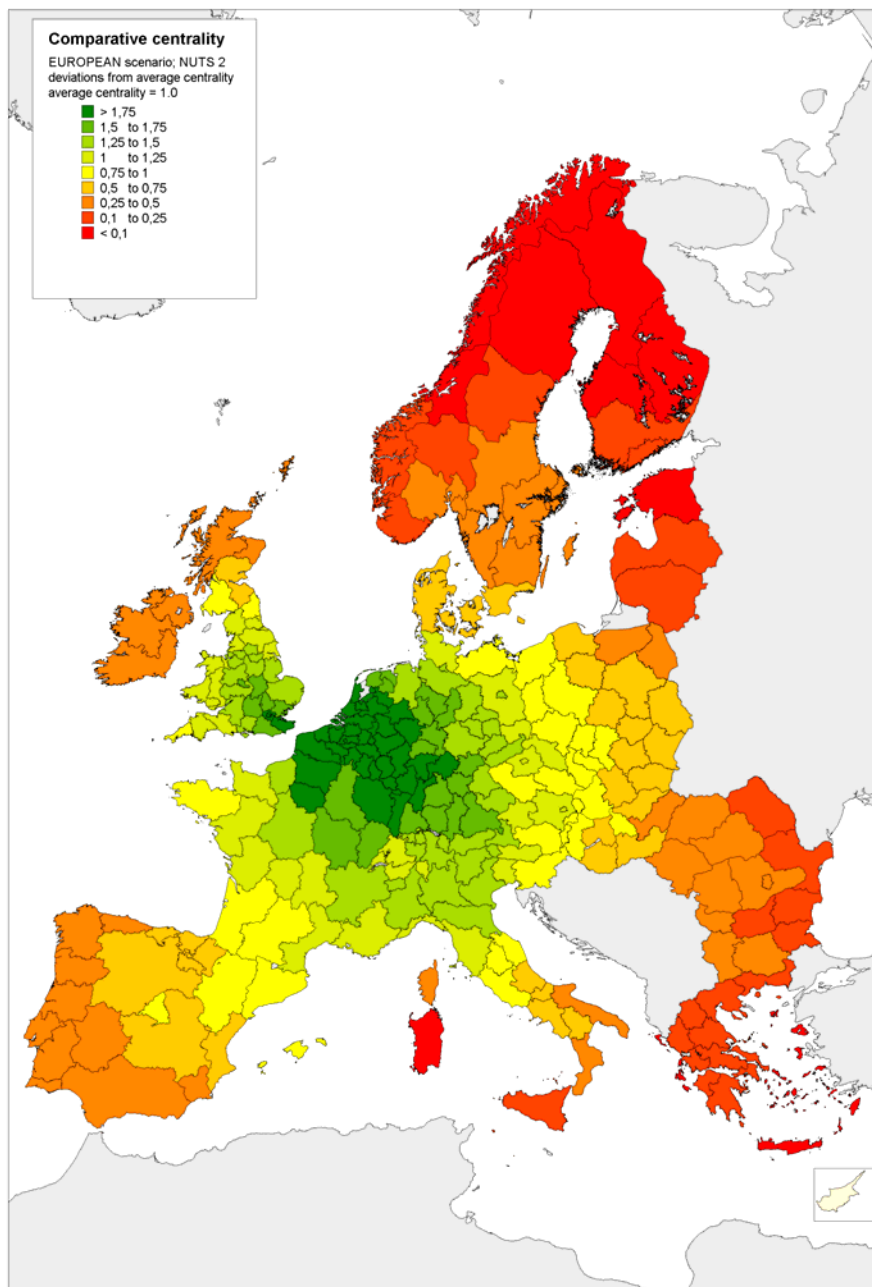 Comparative centrality
EUROPEAN scenario; NUTS 2
deviations from average centrality
average centrality = 1.0
> 1,75
1,5 to 1,75
1,25 to 1,5
1 to 1,25
0,75 to 1
0,5 to 0,75
0,25 to 0,5
0,1 to 0,25
< 0,1